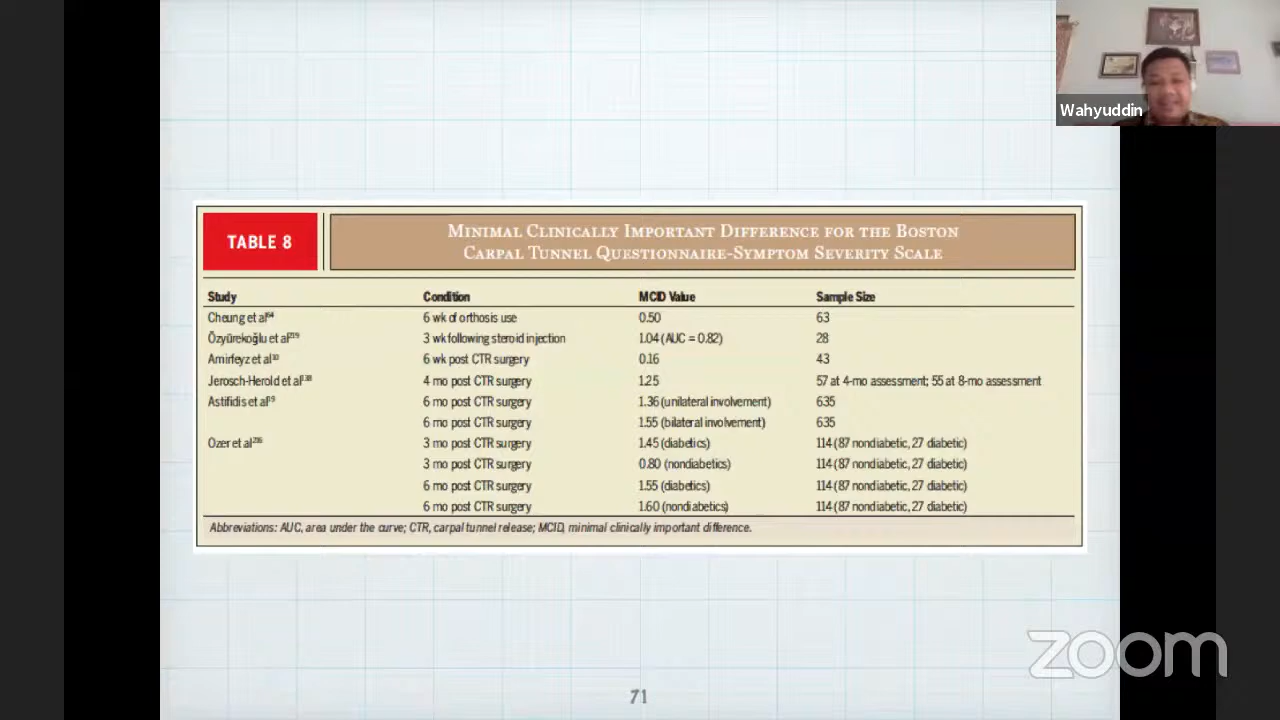 Wahyuddin
TABLE 8
Minimal Clinically Important Difference for the Boston
Carpal Tunnel Questionnaire-Symptom Severity Scale
Study Condition MCID Value Sample Size
Cheung et al64 6 wk of orthosis use 0.50 63
Özyürekoğlu et al219 3 wk following steroid injection 1.04 (AUC = 0.82) 28
Amirfeyz et al10 6 wk post CTR surgery 0.16 43
Jerosch-Herold et al138 4 mo post CTR surgery 1.25 57 at 4-mo assessment; 55 at 8-mo assessment
Astifidis et al19 6 mo post CTR surgery 1.36 (unilateral involvement) 635
6 mo post CTR surgery 1.55 (bilateral involvement) 635
Ozer et al216 3 mo post CTR surgery 1.45 (diabetics) 114 (87 nondiabetic, 27 diabetic)
3 mo post CTR surgery 0.80 (nondiabetics) 114 (87 nondiabetic, 27 diabetic)
6 mo post CTR surgery 1.55 (diabetics) 114 (87 nondiabetic, 27 diabetic)
6 mo post CTR surgery 1.60 (nondiabetics) 114 (87 nondiabetic, 27 diabetic)
Abbreviations: AUC, area under the curve; CTR, carpal tunnel release; MCID, minimal clinically important difference.
zoom
71